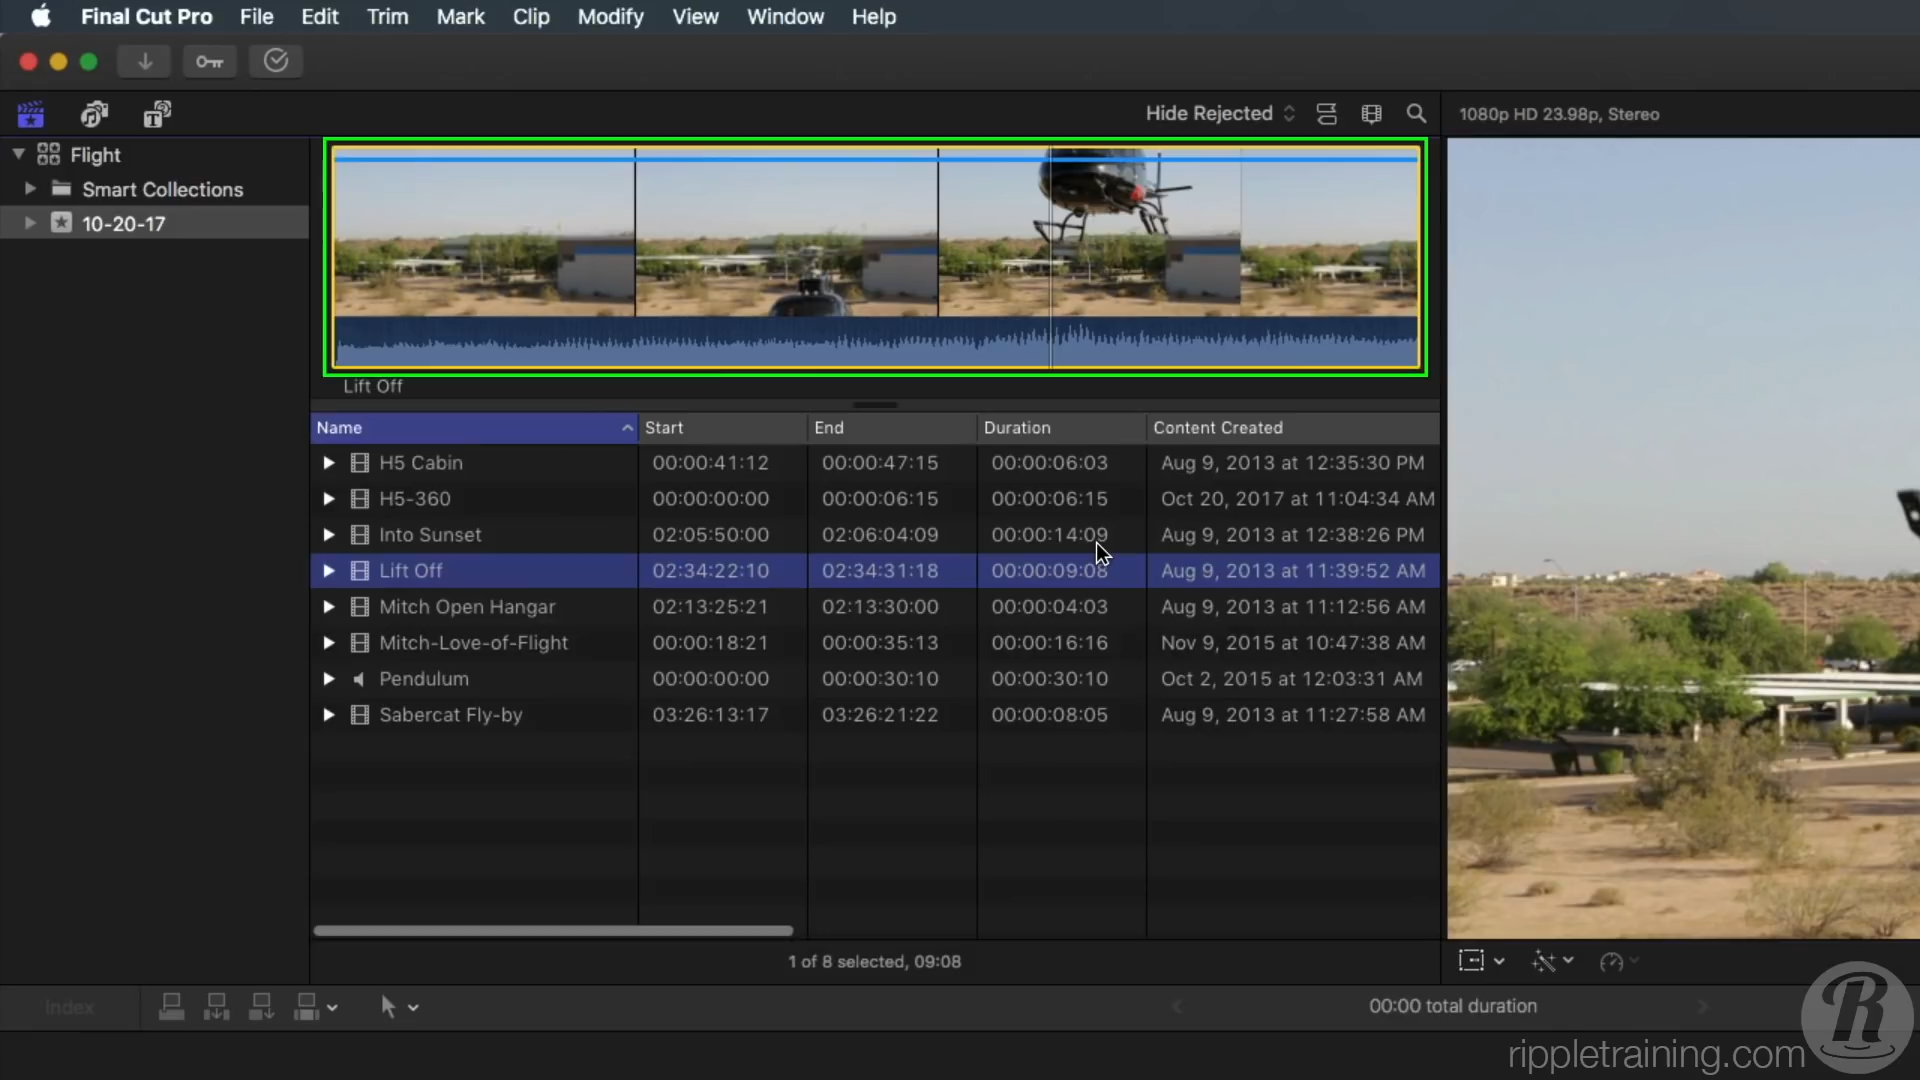 Final Cut Pro File Edit Trim Mark Clip Modify View Window Help
Hide Rejected
1080p HD 23.98p, Stereo
Flight
Smart Collections
10-20-17
Lift Off
Name Start End Duration Content Created
H5 Cabin 00:00:41:12 00:00:47:15 00:00:06:03 Aug 9, 2013 at 12:35:30 PM
H5-360 00:00:00:00 00:00:06:15 00:00:06:15 Oct 20, 2017 at 11:04:34 AM
Into Sunset 02:05:50:00 02:06:04:09 00:00:14:09 Aug 9, 2013 at 12:38:26 PM
Lift Off 02:34:22:10 02:34:31:18 00:00:09:08 Aug 9, 2013 at 11:39:52 AM
Mitch Open Hangar 02:13:25:21 02:13:30:00 00:00:04:03 Aug 9, 2013 at 11:12:56 AM
Mitch-Love-of-Flight 00:00:18:21 00:00:35:13 00:00:16:16 Nov 9, 2015 at 10:47:38 AM
Pendulum 00:00:00:00 00:00:30:10 00:00:30:10 Oct 2, 2015 at 12:03:31 AM
Sabercat Fly-by 03:26:13:17 03:26:21:22 00:00:08:05 Aug 9, 2013 at 11:27:58 AM
1 of 8 selected, 09:08
Index
00:00 total duration
R
rippletraining.com